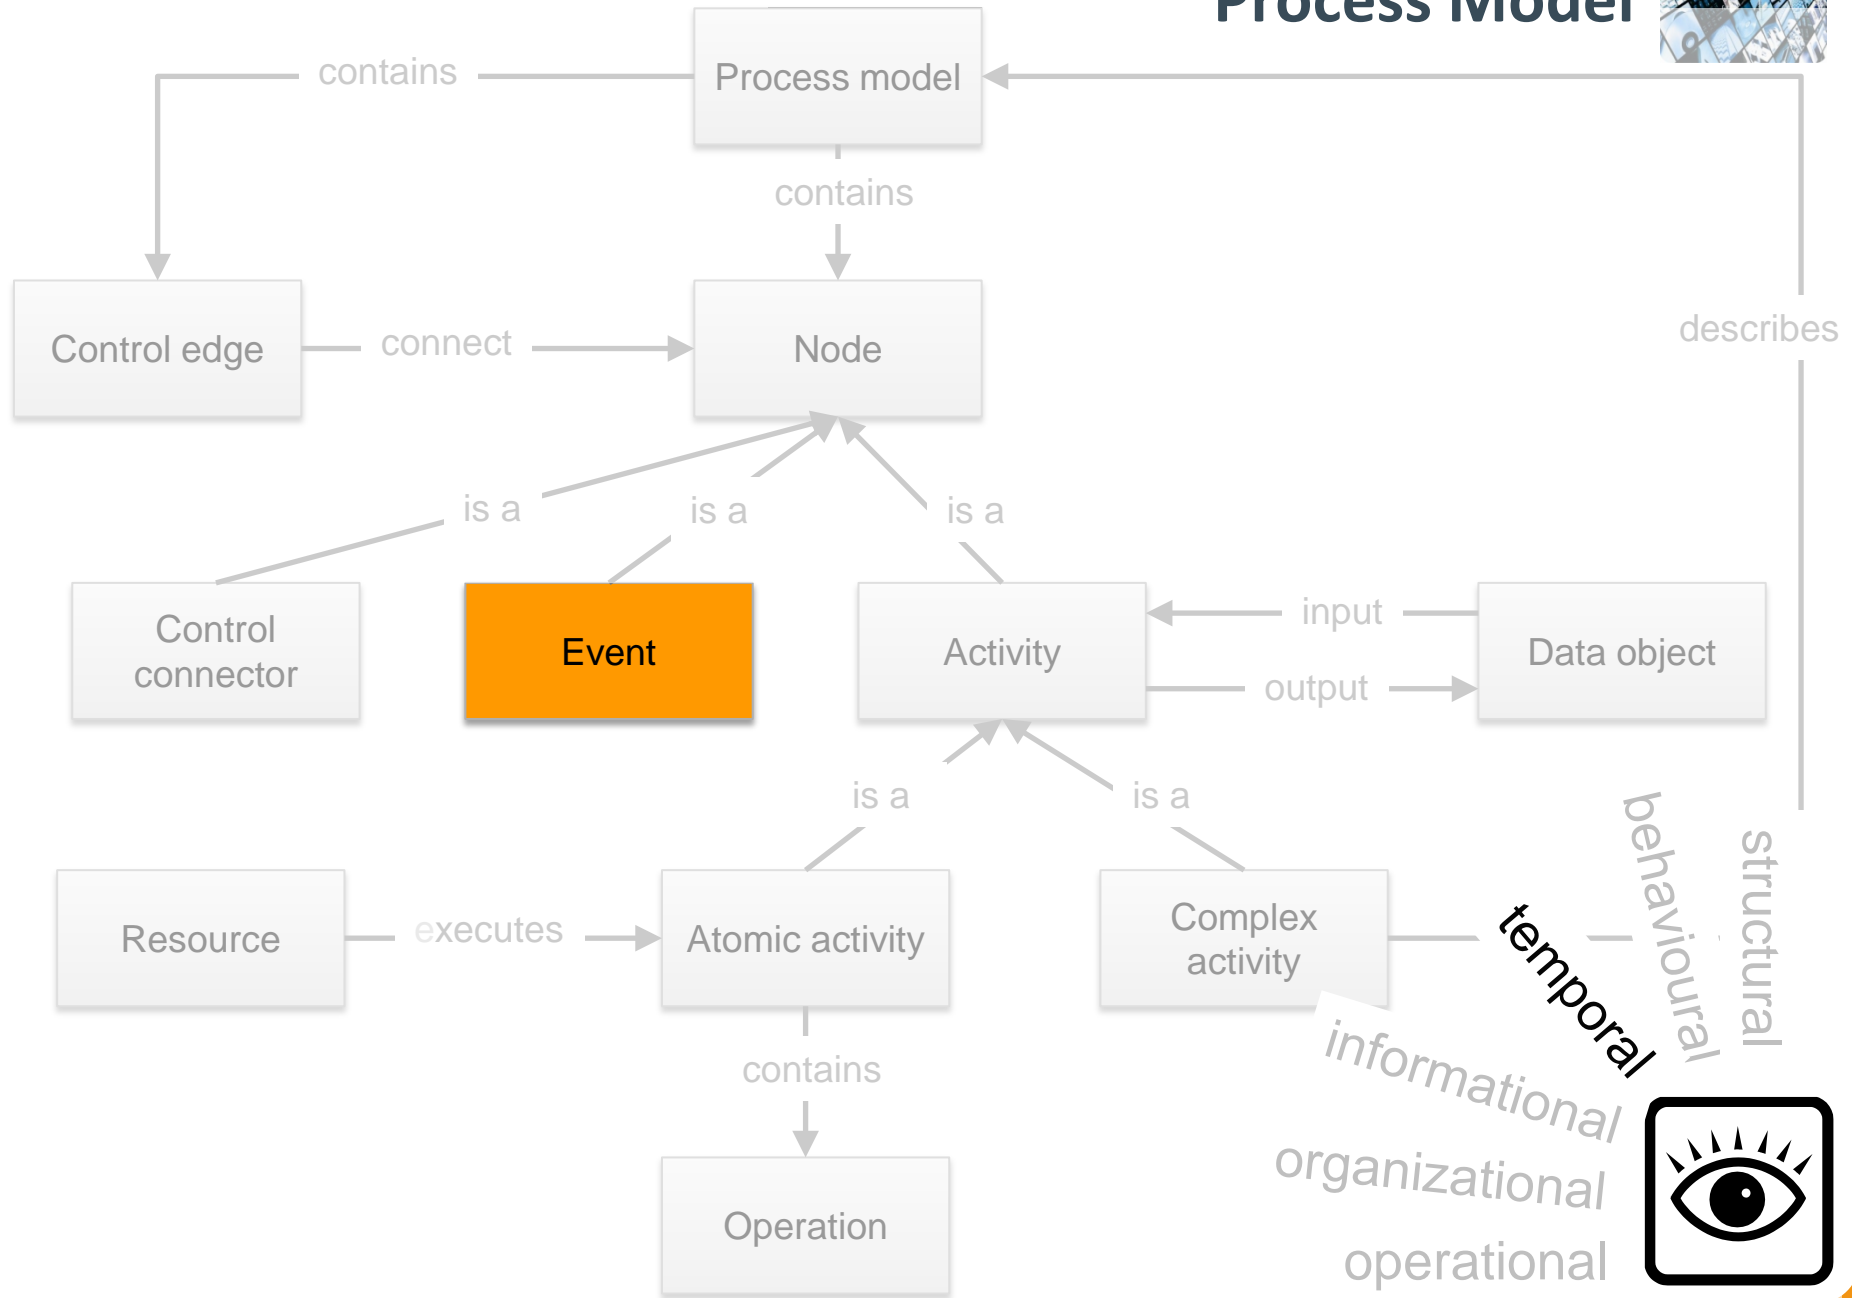 Process Model
contains
Process model
contains
Control edge
connect
Node
describes
is a
is a
is a
Control
connector
Event
Activity
input
output
Data object
is a
is a
Resource
executes
Atomic activity
Complex
activity
contains
Operation
structural
behavioural
temporal
informational
organizational
operational